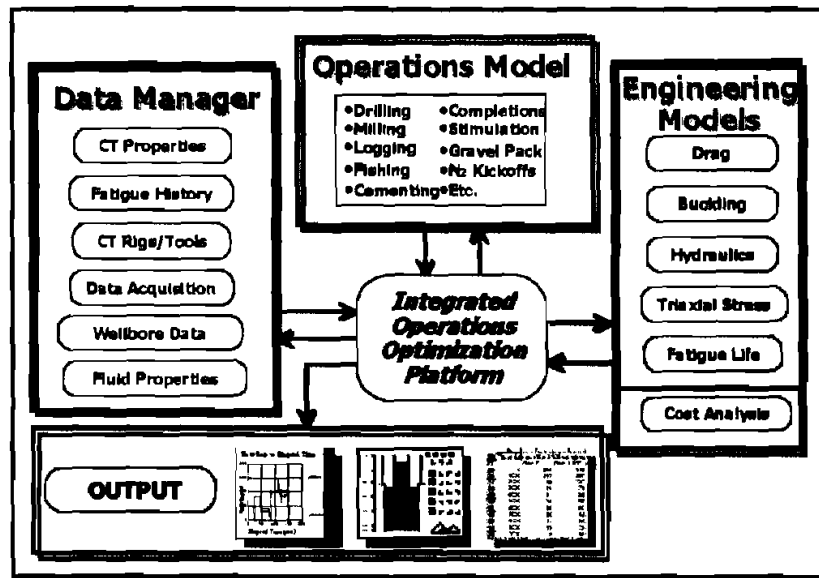 Data Manager
CT Properties
Fatigue History
CT Rigs/Tools
Data Acquisition
Wellbore Data
Fluid Properties
Operations Model
•Drilling
•Milling
•Logging
•Fishing
•Cementing
•Completions
•Stimulation
•Gravel Pack
•N₂ Kickoffs
•Etc.
Engineering
Models
Drag
Buckling
Hydraulics
Triaxial Stress
Fatigue Life
Cost Analysis
Integrated
Operations
Optimization
Platform
OUTPUT